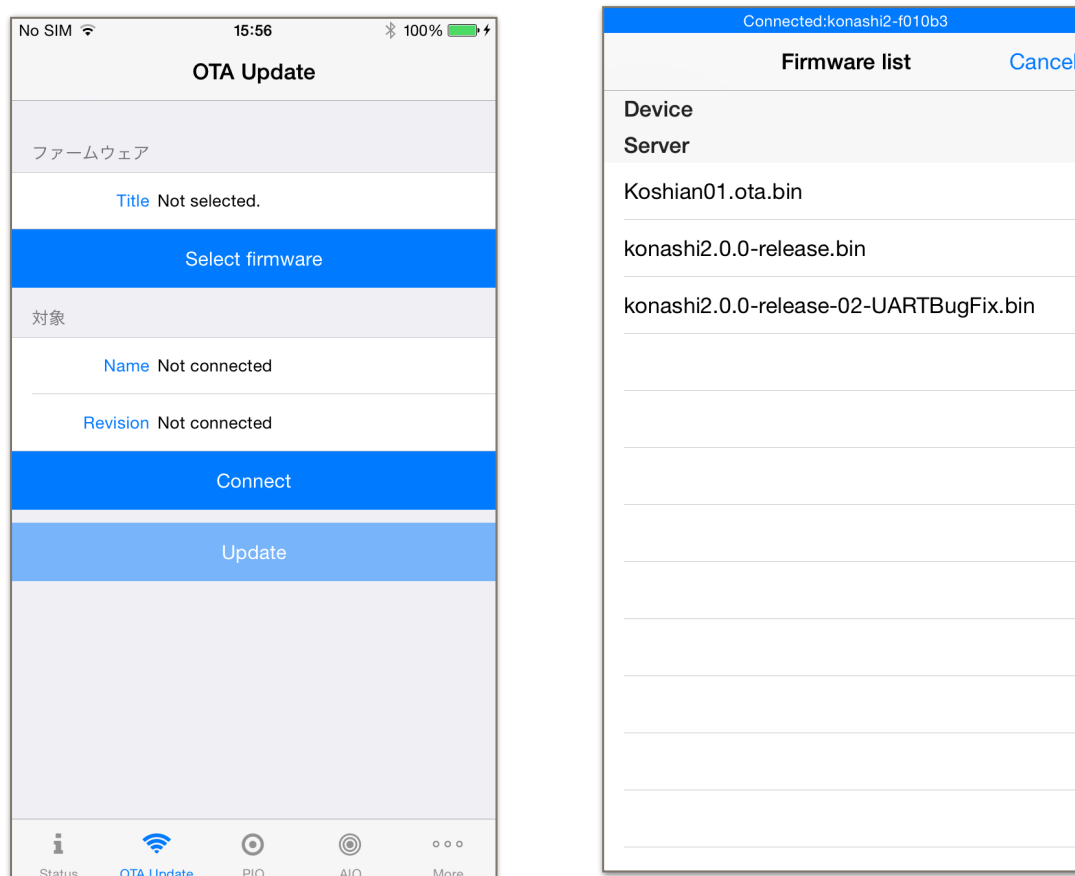 No SIM 15:56 100%
OTA Update
ファームウェア
Title Not selected.
Select firmware
対象
Name Not connected
Revision Not connected
Connect
Update
Status OTA Update PIO AIO More
Connected:konashi2-f010b3
Firmware list Cancel
Device
Server
Koshian01.ota.bin
konashi2.0.0-release.bin
konashi2.0.0-release-02-UARTBugFix.bin